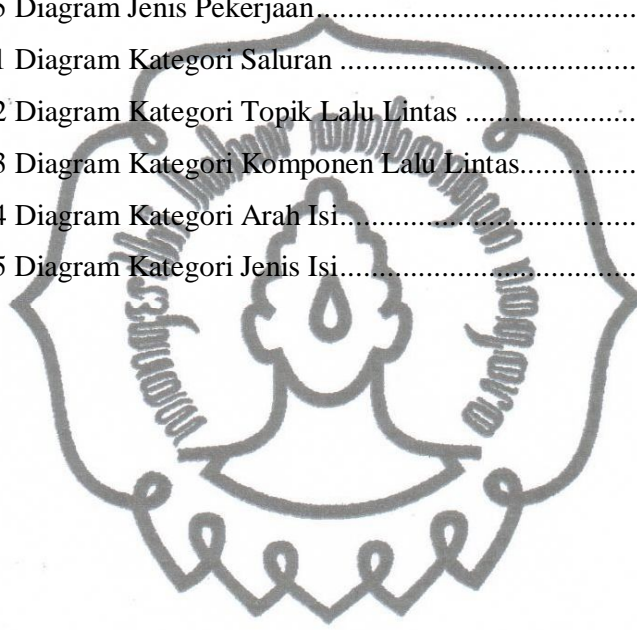 5 Diagram Jenis Pekerjaan..........................................
1 Diagram Kategori Saluran ..........................................
2 Diagram Kategori Topik Lalu Lintas ..........................
3 Diagram Kategori Komponen Lalu Lintas..................
4 Diagram Kategori Arah Isi..........................................
5 Diagram Kategori Jenis Isi..........................................